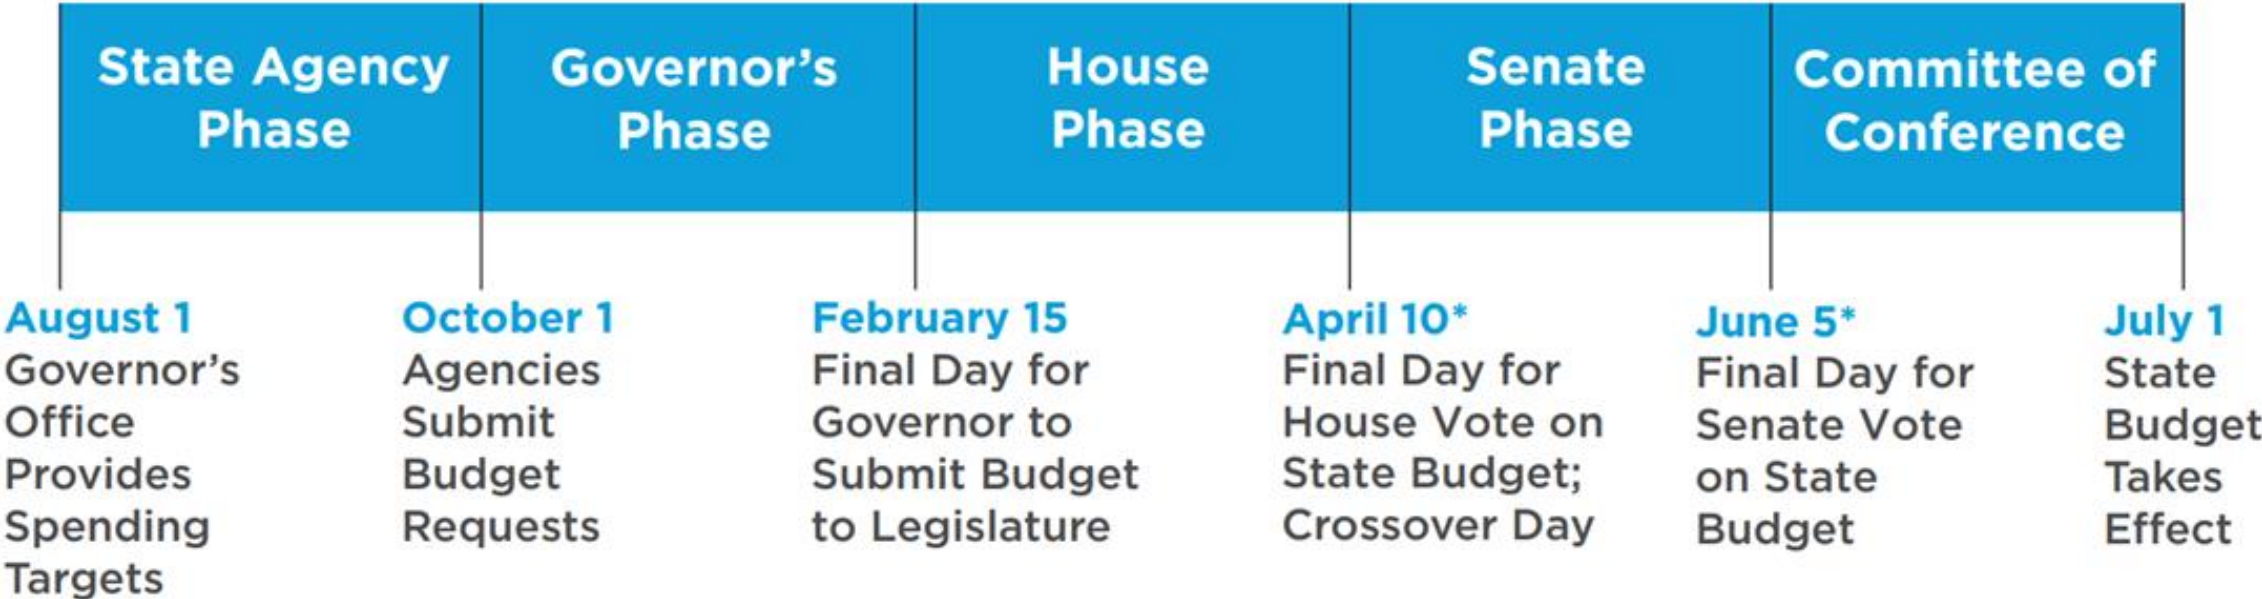 State Agency
Phase
Governor's
Phase
House
Phase
Senate
Phase
Committee of
Conference
August 1
Governor's
Office
Provides
Spending
Targets
October 1
Agencies
Submit
Budget
Requests
February 15
Final Day for
Governor to
Submit Budget
to Legislature
April 10*
Final Day for
House Vote on
State Budget;
Crossover Day
June 5*
Final Day for
Senate Vote
on State
Budget
July 1
State
Budget
Takes
Effect